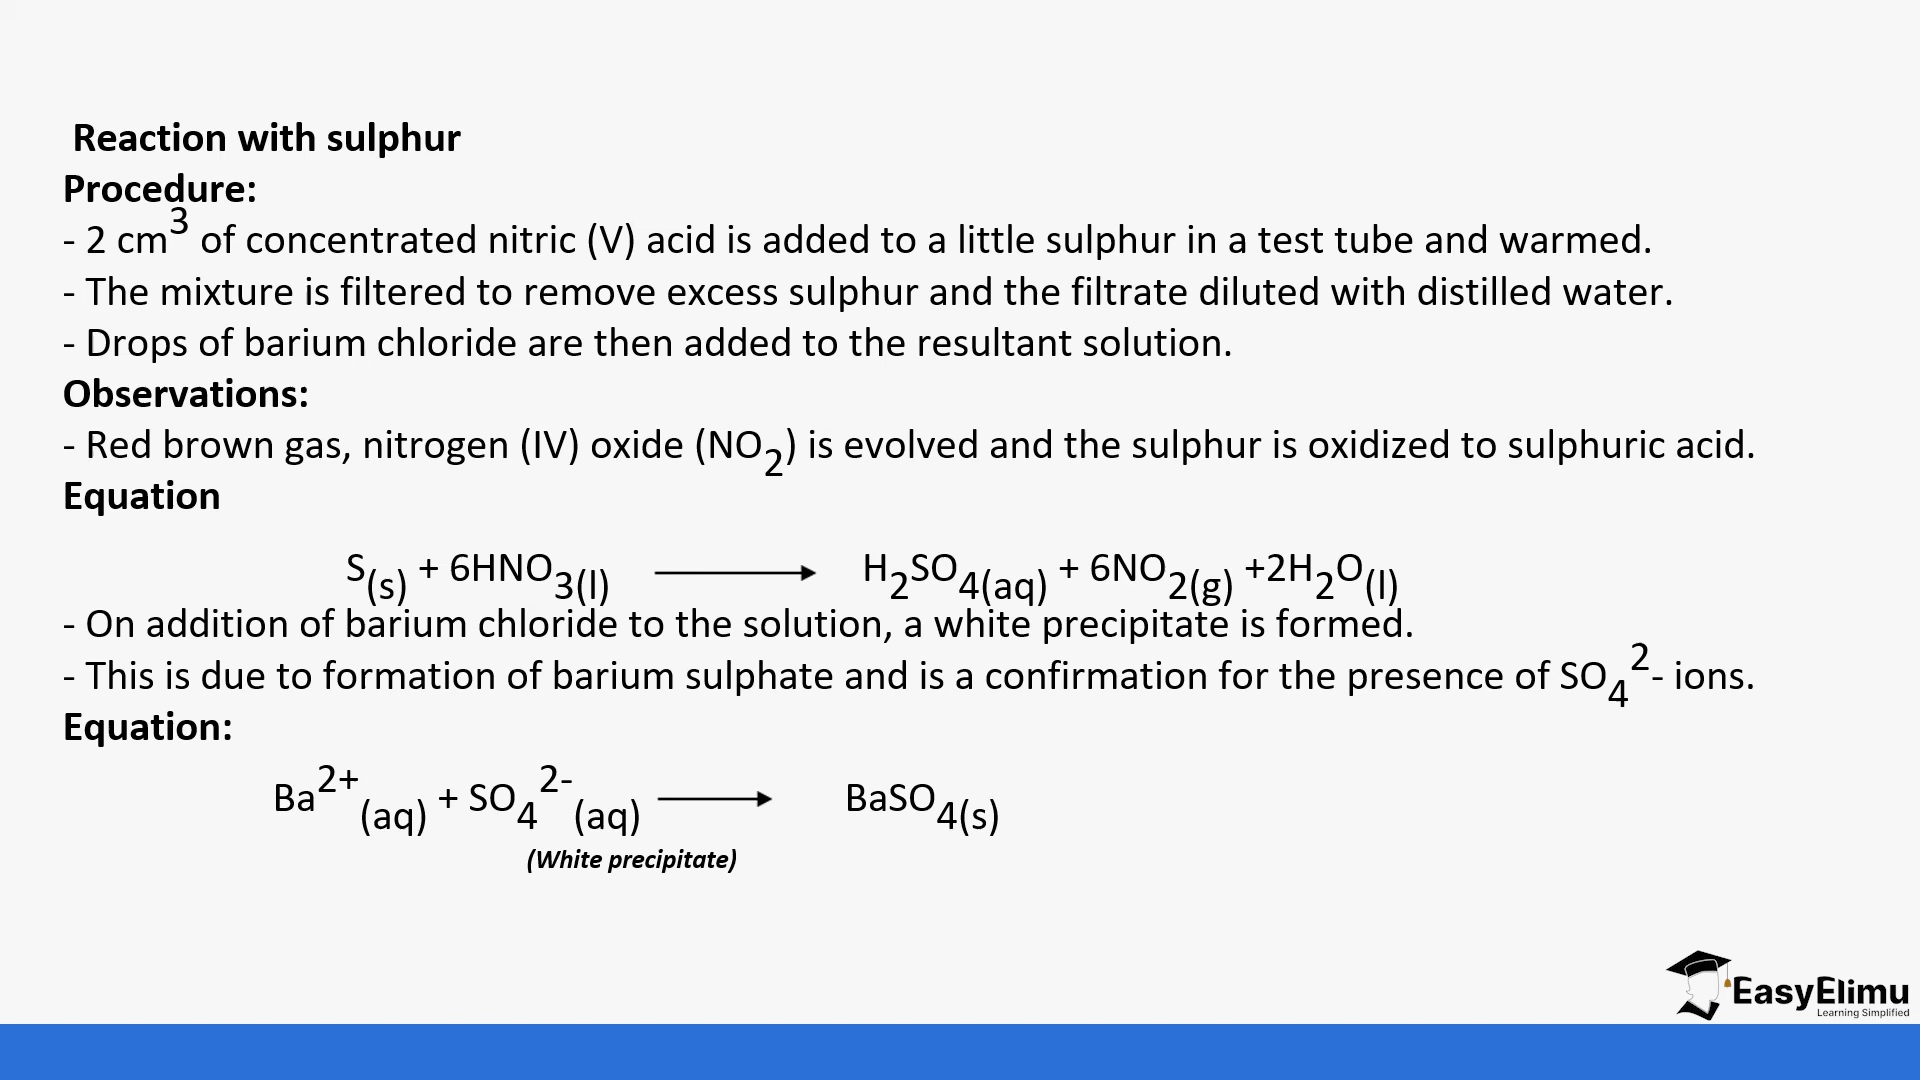 Reaction with sulphur
Procedure:
- 2 cm³ of concentrated nitric (V) acid is added to a little sulphur in a test tube and warmed.
- The mixture is filtered to remove excess sulphur and the filtrate diluted with distilled water.
- Drops of barium chloride are then added to the resultant solution.
Observations:
- Red brown gas, nitrogen (IV) oxide (NO₂) is evolved and the sulphur is oxidized to sulphuric acid.
Equation
S(s) + 6HNO₃(l) ⟶ H₂SO₄(aq) + 6NO₂(g) +2H₂O(l)
- On addition of barium chloride to the solution, a white precipitate is formed.
- This is due to formation of barium sulphate and is a confirmation for the presence of SO₄²- ions.
Equation:
Ba²⁺(aq) + SO₄²⁻(aq) ⟶ BaSO₄(s)
(White precipitate)
EasyElimu
Learning Simplified